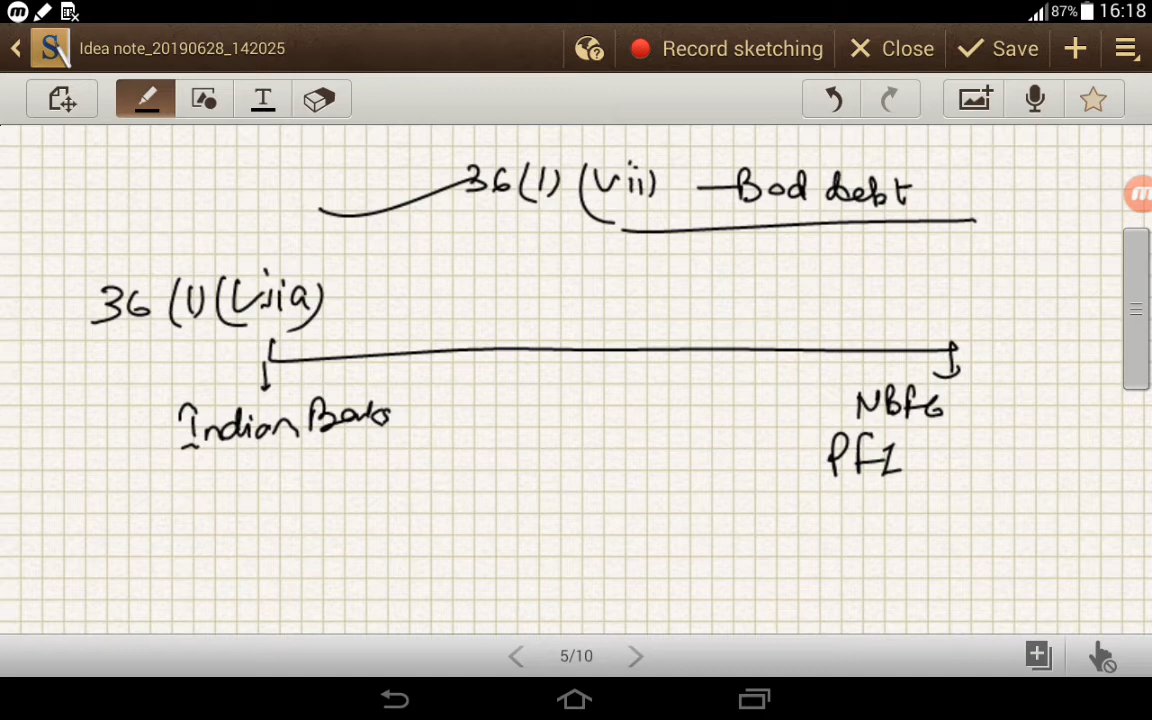 87% 16:18
Idea note_20190628_142025 Record sketching Close Save
T
36(1) (vii) — Bad debt
36 (1) (viia)
Indian Banks
NBFC
PFI
5/10